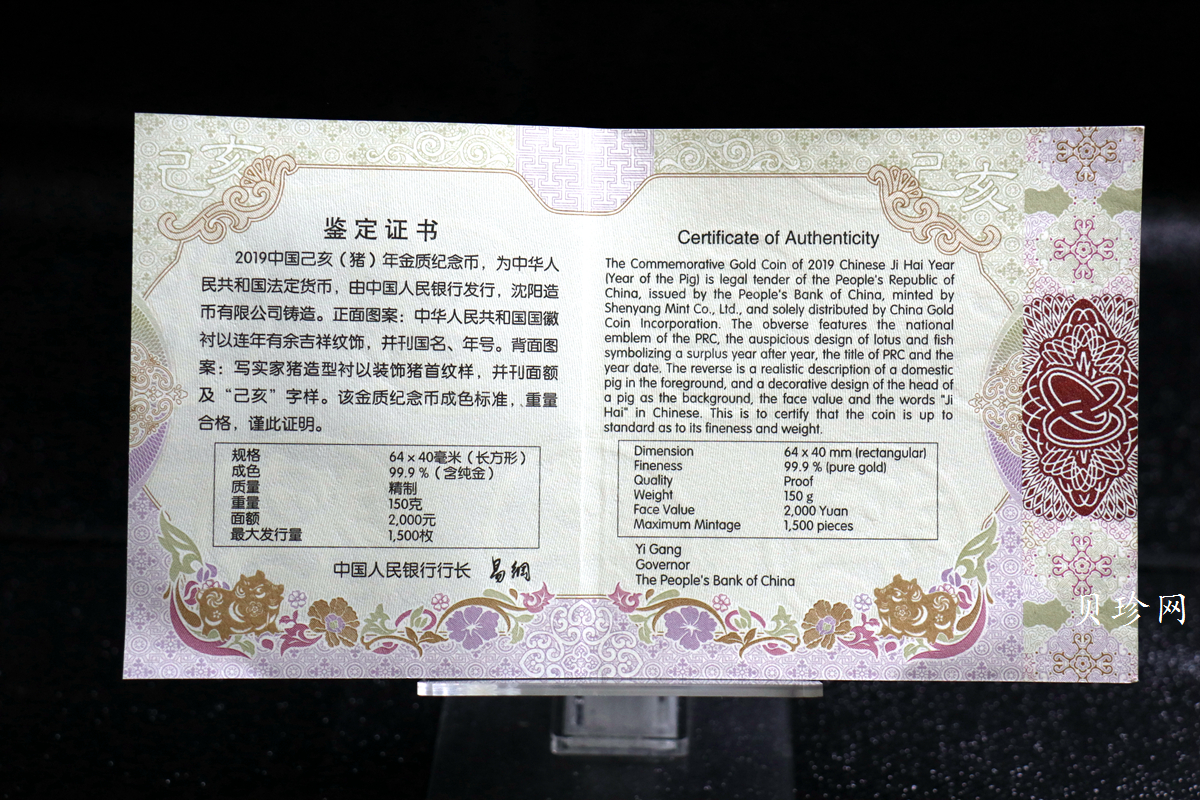 己亥
己亥
鉴定证书
2019中国己亥（猪）年金质纪念币，为中华人
民共和国法定货币，由中国人民银行发行，沈阳造
币有限公司铸造。正面图案：中华人民共和国国徽
衬以连年有余吉祥纹饰，并刊国名、年号。背面图
案：写实家猪造型衬以装饰猪首纹样，并刊面额
及“己亥”字样。该金质纪念币成色标准，重量
合格，谨此证明。
规格 64×40毫米（长方形）
成色 99.9％（含纯金）
质量 精制
重量 150克
面额 2,000元
最大发行量 1,500枚
中国人民银行行长 易纲
Certificate of Authenticity
The Commemorative Gold Coin of 2019 Chinese Ji Hai Year
(Year of the Pig) is legal tender of the People's Republic of
China, issued by the People's Bank of China, minted by
Shenyang Mint Co., Ltd., and solely distributed by China Gold
Coin Incorporation. The obverse features the national
emblem of the PRC, the auspicious design of lotus and fish
symbolizing a surplus year after year, the title of PRC and the
year date. The reverse is a realistic description of a domestic
pig in the foreground, and a decorative design of the head of
a pig as the background, the face value and the words "Ji
Hai" in Chinese. This is to certify that the coin is up to
standard as to its fineness and weight.
Dimension 64 x 40 mm (rectangular)
Fineness 99.9 % (pure gold)
Quality Proof
Weight 150 g
Face Value 2,000 Yuan
Maximum Mintage 1,500 pieces
Yi Gang
Governor
The People's Bank of China
贝珍网